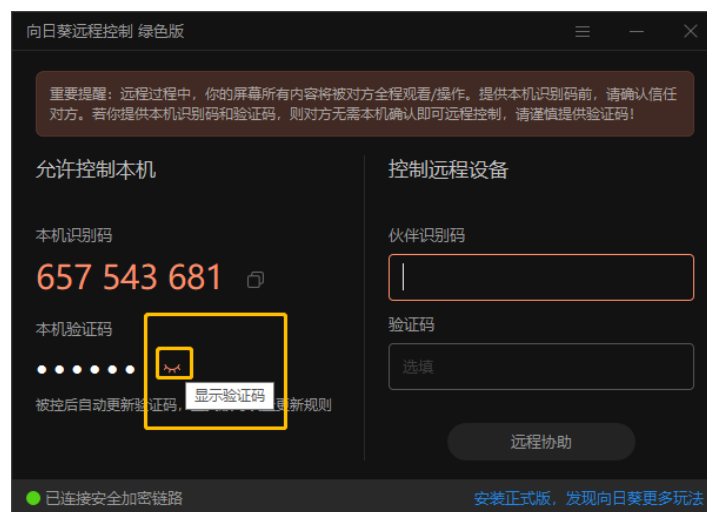 向日葵远程控制 绿色版
重要提醒：远程过程中，你的屏幕所有内容将被对方全程观看/操作。提供本机识别码前，请确认信任
对方。若你提供本机识别码和验证码，则对方无需本机确认即可远程控制，请谨慎提供验证码！
允许控制本机
本机识别码
657 543 681
本机验证码
显示验证码
被控后自动更新验证码，
更新规则
控制远程设备
伙伴识别码
验证码
选填
远程协助
已连接安全加密链路
安装正式版，发现向日葵更多玩法